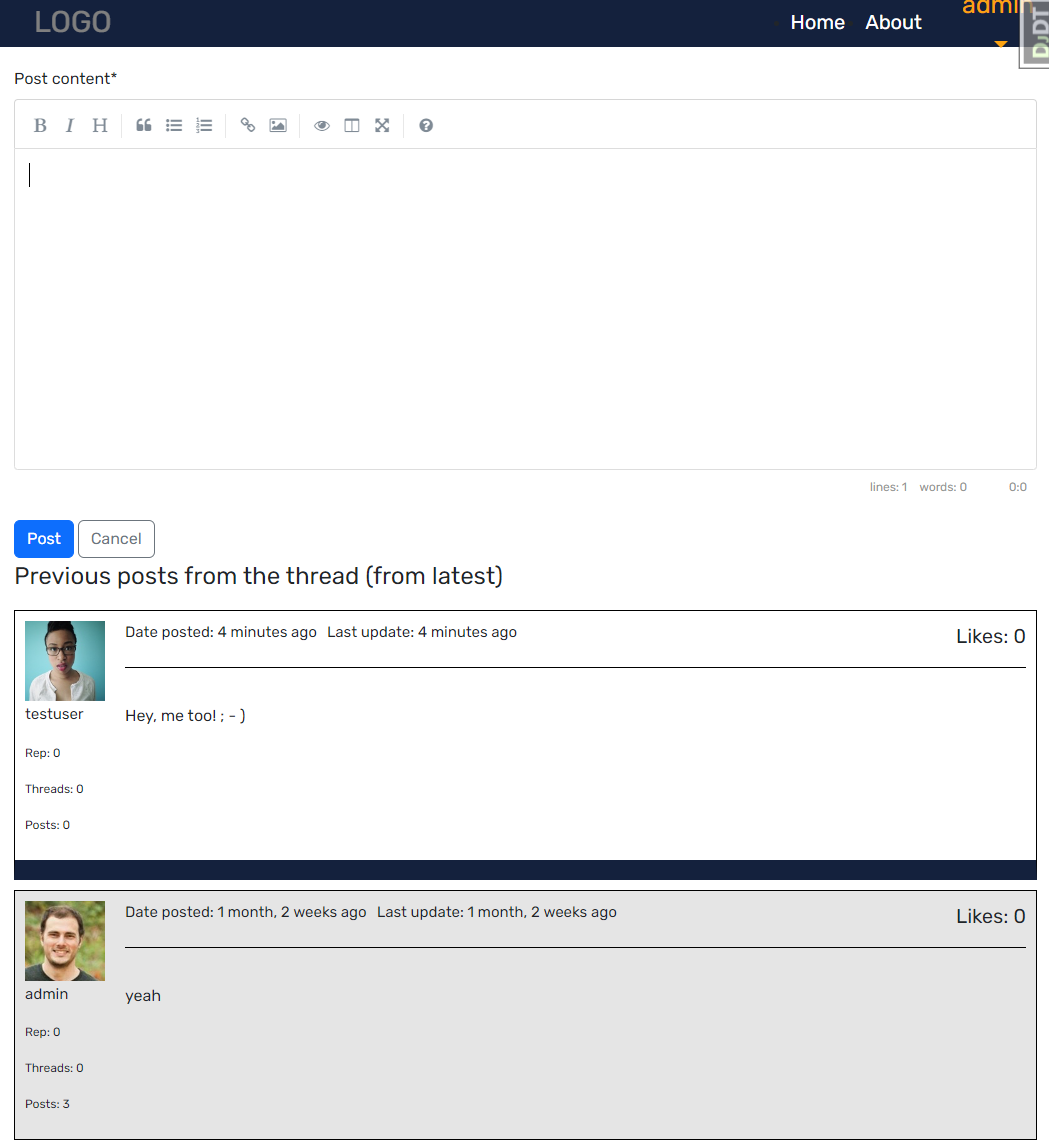 LOGO
Home About admin
DjDT
Post content*
B I H
lines: 1 words: 0 0:0
Post Cancel
Previous posts from the thread (from latest)
Date posted: 4 minutes ago Last update: 4 minutes ago Likes: 0
testuser
Hey, me too! ; - )
Rep: 0
Threads: 0
Posts: 0
Date posted: 1 month, 2 weeks ago Last update: 1 month, 2 weeks ago Likes: 0
admin
yeah
Rep: 0
Threads: 0
Posts: 3